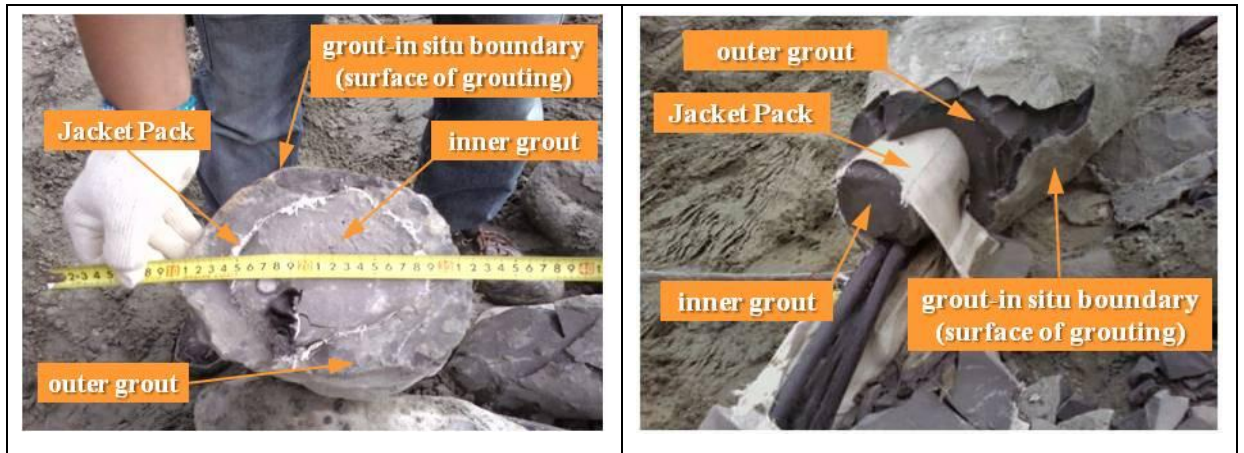 grout-in situ boundary
(surface of grouting)
Jacket Pack
inner grout
outer grout
outer grout
Jacket Pack
inner grout
grout-in situ boundary
(surface of grouting)